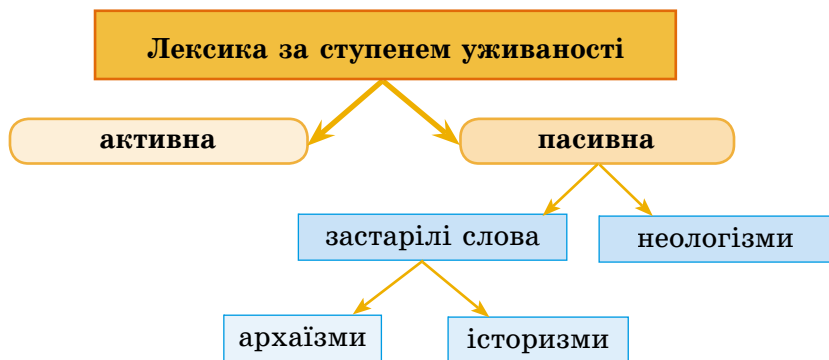 Лексика за ступенем уживаності
активна
пасивна
застарілі слова
неологізми
архаїзми
історизми